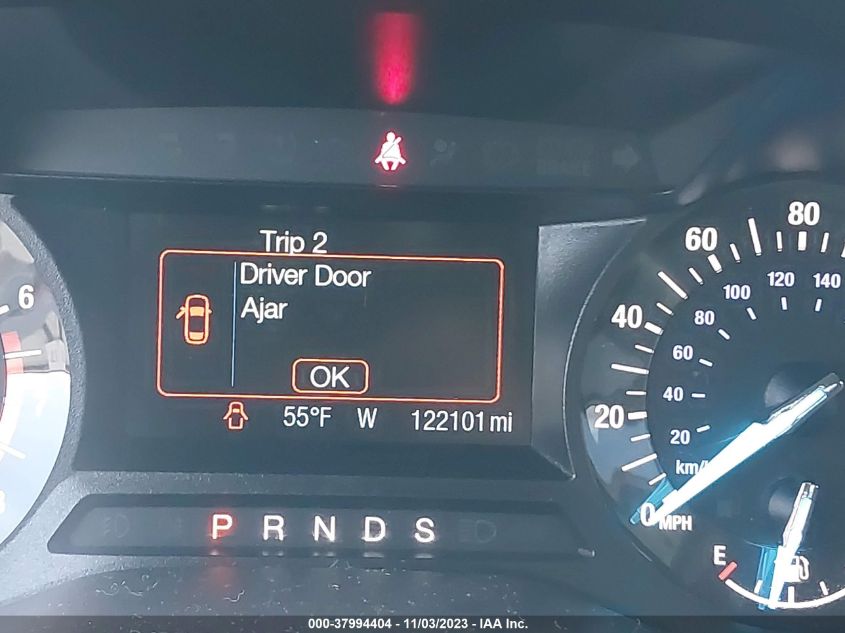 Trip 2
Driver Door
Ajar
OK
55°F W 122101 mi
P R N D S
6
80
60
40
20
0
MPH
140
120
100
80
60
40
20
km/
E
000-37994404 - 11/03/2023 - IAA Inc.